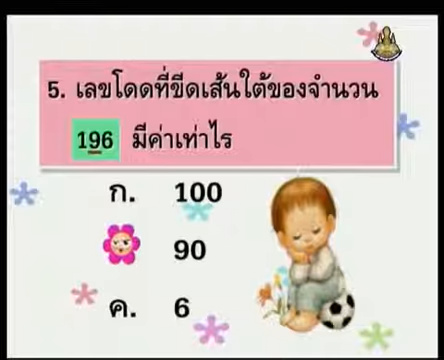 5. เลขโดดที่ขีดเส้นใต้ของจำนวน
196 มีค่าเท่าไร
ก. 100
90
ค. 6